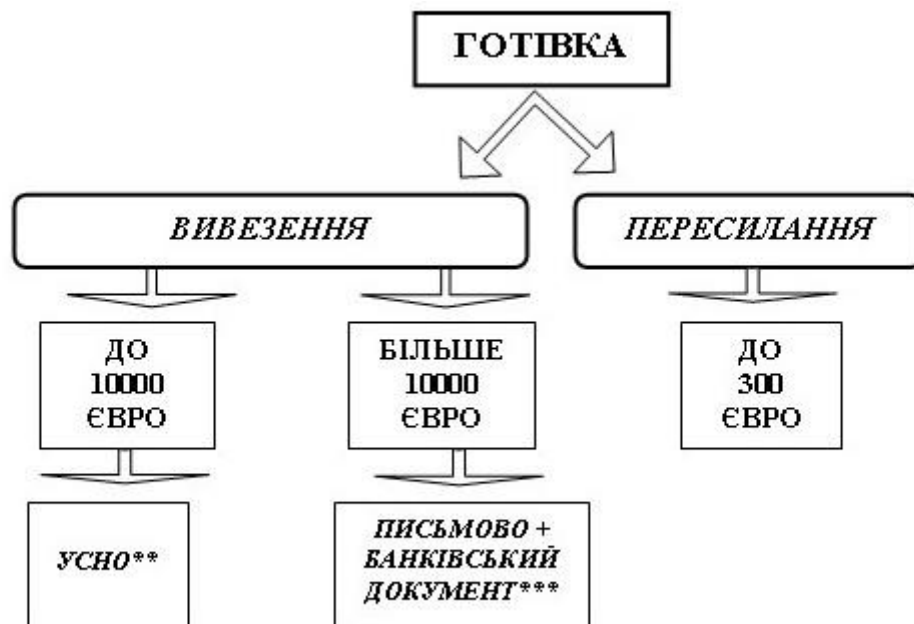 ГОТІВКА
ВИВЕЗЕННЯ
ПЕРЕСИЛАННЯ
ДО
10000
ЄВРО
БІЛЬШЕ
10000
ЄВРО
ДО
300
ЄВРО
УСНО**
ПИСЬМОВО +
БАНКІВСЬКИЙ
ДОКУМЕНТ***